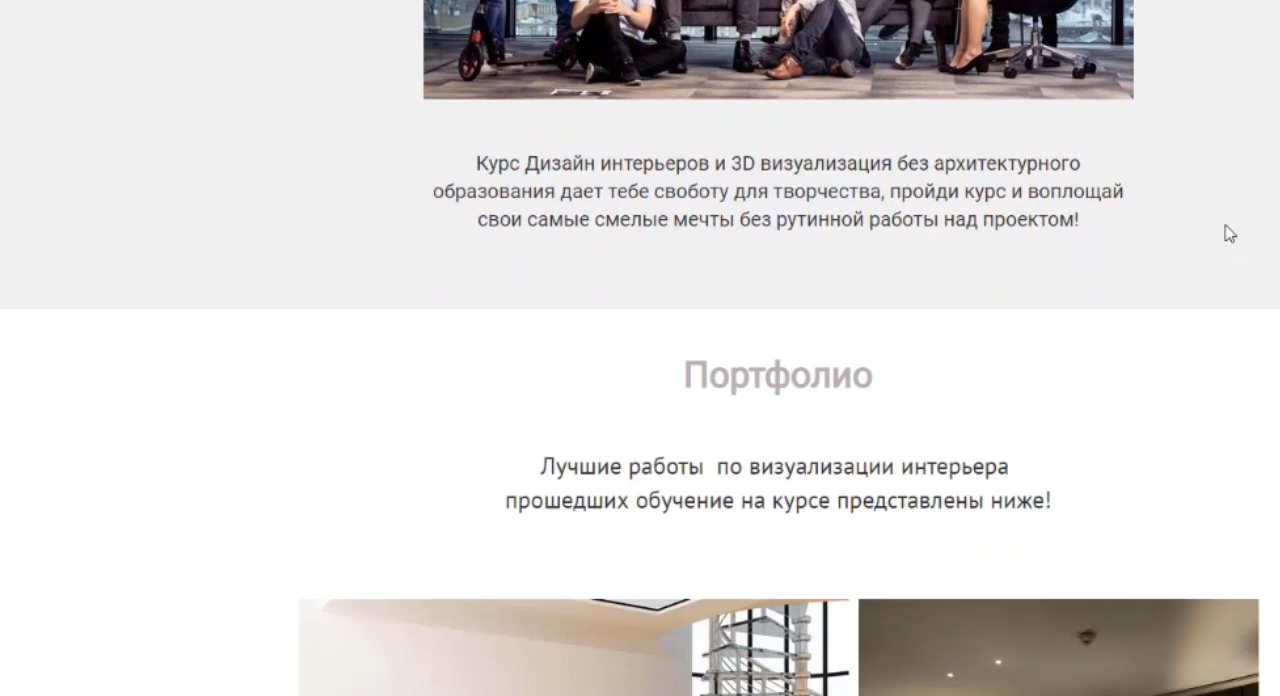 Курс Дизайн интерьеров и 3D визуализация без архитектурного
образования дает тебе своботу для творчества, пройди курс и воплощай
свои самые смелые мечты без рутинной работы над проектом!
Портфолио
Лучшие работы по визуализации интерьера
прошедших обучение на курсе представлены ниже!